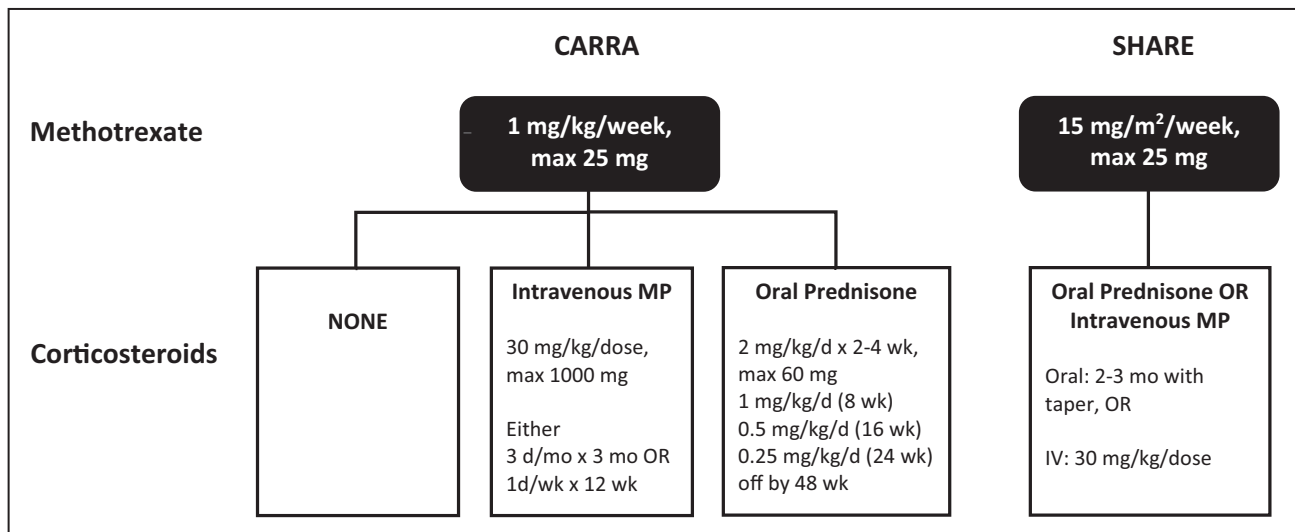 CARRA
SHARE
Methotrexate
1 mg/kg/week,
max 25 mg
15 mg/m²/week,
max 25 mg
Corticosteroids
NONE
Intravenous MP
30 mg/kg/dose,
max 1000 mg
Either
3 d/mo x 3 mo OR
1d/wk x 12 wk
Oral Prednisone
2 mg/kg/d x 2-4 wk,
max 60 mg
1 mg/kg/d (8 wk)
0.5 mg/kg/d (16 wk)
0.25 mg/kg/d (24 wk)
off by 48 wk
Oral Prednisone OR
Intravenous MP
Oral: 2-3 mo with
taper, OR
IV: 30 mg/kg/dose